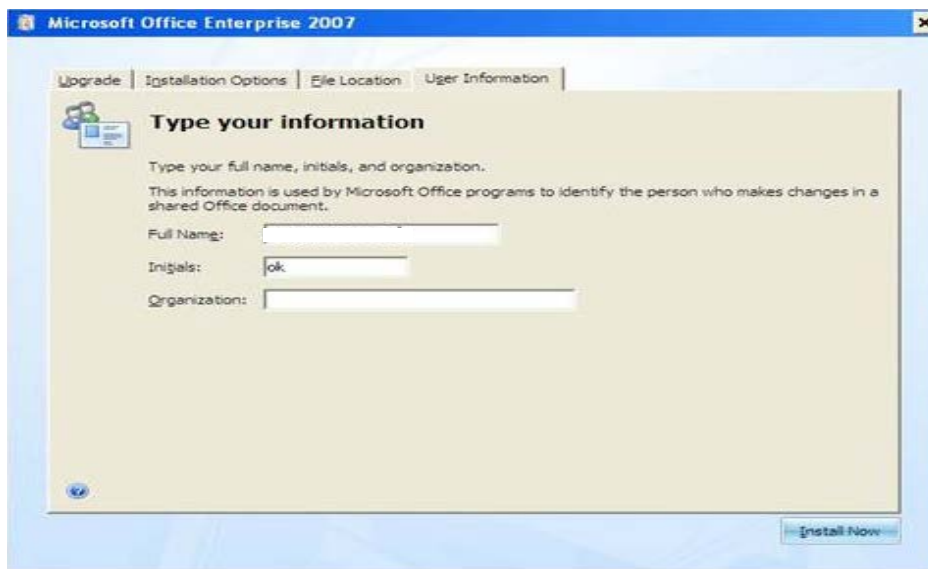 Microsoft Office Enterprise 2007
Upgrade Installation Options File Location User Information
Type your information
Type your full name, initials, and organization.
This information is used by Microsoft Office programs to identify the person who makes changes in a
shared Office document.
Full Name:
Initials: ok
Organization:
Install Now